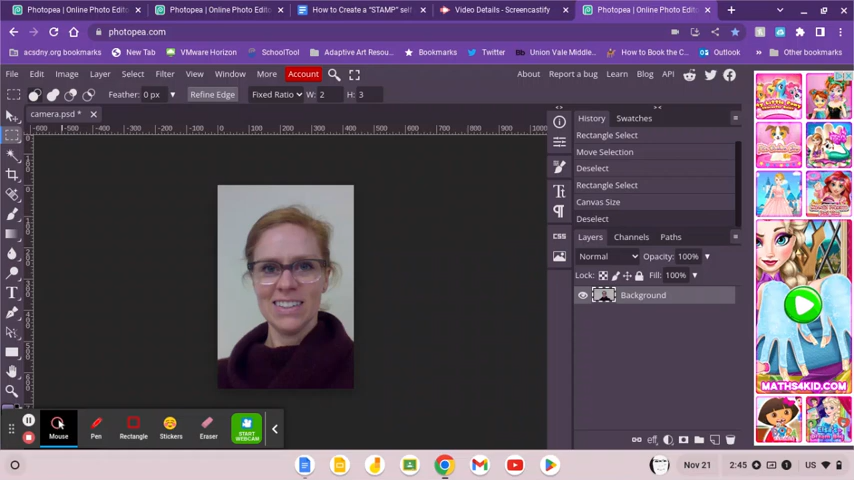 Photopea | Online Photo Editor
Photopea | Online Photo Editor
How to Create a "STAMP" self
Video Details - Screencastify
Photopea | Online Photo Editor
photopea.com
acsdny.org bookmarks
New Tab
VMware Horizon
SchoolTool
Adaptive Art Resou...
Bookmarks
Twitter
Union Vale Middle...
How to Book the C...
Outlook
Other bookmarks
File Edit Image Layer Select Filter View Window More Account
About Report a bug Learn Blog API
Feather: 0 px Refine Edge Fixed Ratio W: 2 H: 3
camera.psd *
History Swatches
Rectangle Select
Move Selection
Deselect
Rectangle Select
Canvas Size
Deselect
Layers Channels Paths
Normal Opacity: 100%
Lock: Fill: 100%
Background
CSS
MATHS4KID.COM
Mouse Pen Rectangle Stickers Eraser START WEBCAM
Nov 21 2:45 1 US